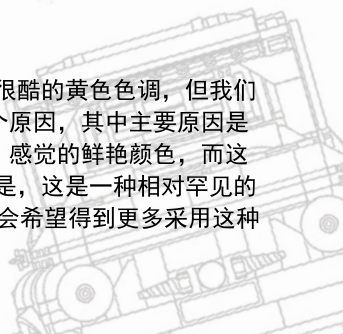 很酷的黄色色调，但我们
个原因，其中主要原因是
感觉的鲜艳颜色，而这
是，这是一种相对罕见的
会希望得到更多采用这种